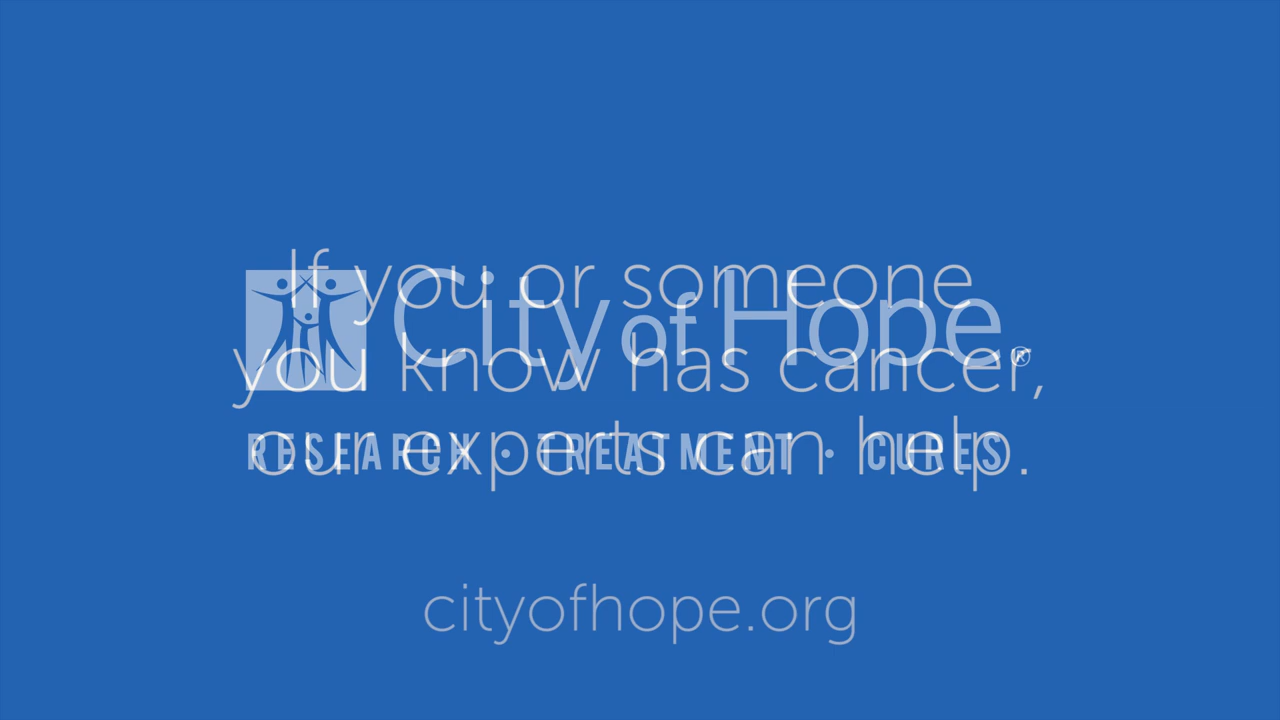 If you or someone
you know has cancer,
our experts can help.
City of Hope®
RESEARCH · TREATMENT · CURES
cityofhope.org